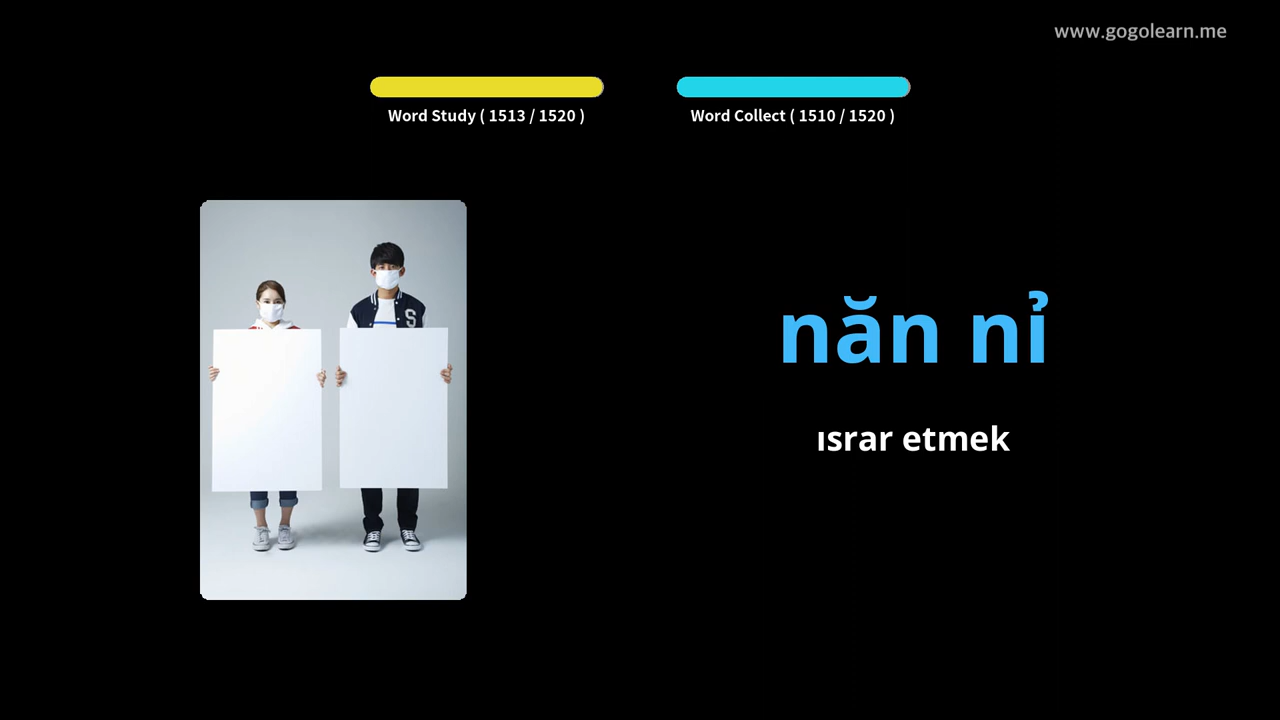 www.gogolearn.me
Word Study ( 1513 / 1520 )
Word Collect ( 1510 / 1520 )
S
năn nỉ
ısrar etmek